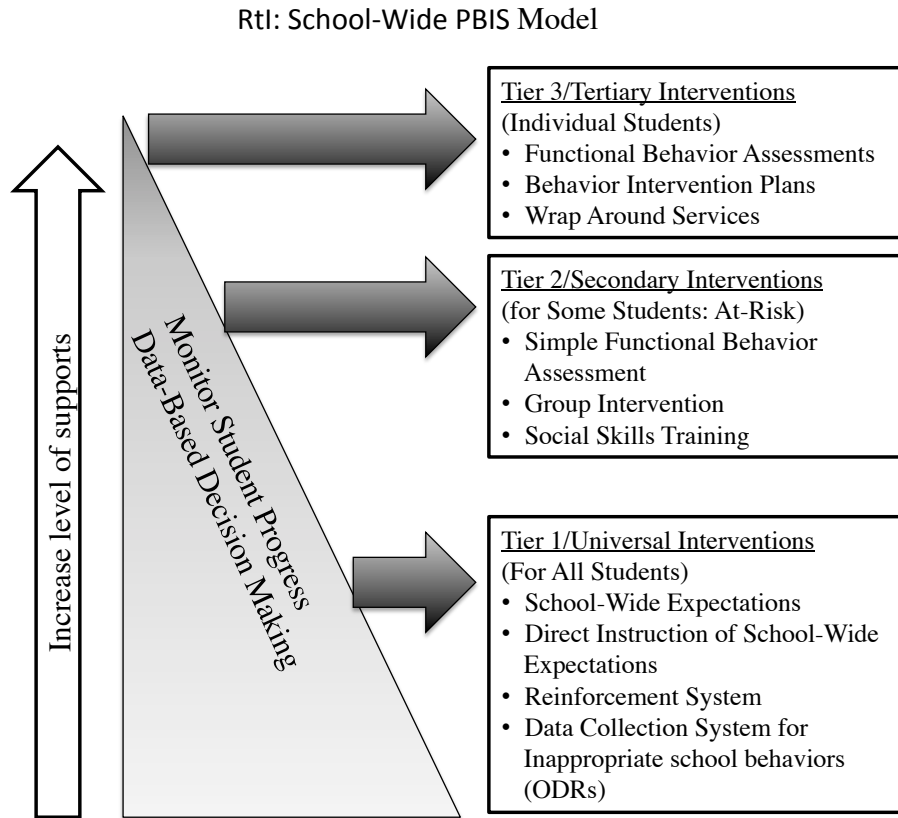 RtI: School-Wide PBIS Model
Increase level of supports
Monitor Student Progress
Data-Based Decision Making
Tier 3/Tertiary Interventions
(Individual Students)
• Functional Behavior Assessments
• Behavior Intervention Plans
• Wrap Around Services
Tier 2/Secondary Interventions
(for Some Students: At-Risk)
• Simple Functional Behavior
Assessment
• Group Intervention
• Social Skills Training
Tier 1/Universal Interventions
(For All Students)
• School-Wide Expectations
• Direct Instruction of School-Wide
Expectations
• Reinforcement System
• Data Collection System for
Inappropriate school behaviors
(ODRs)